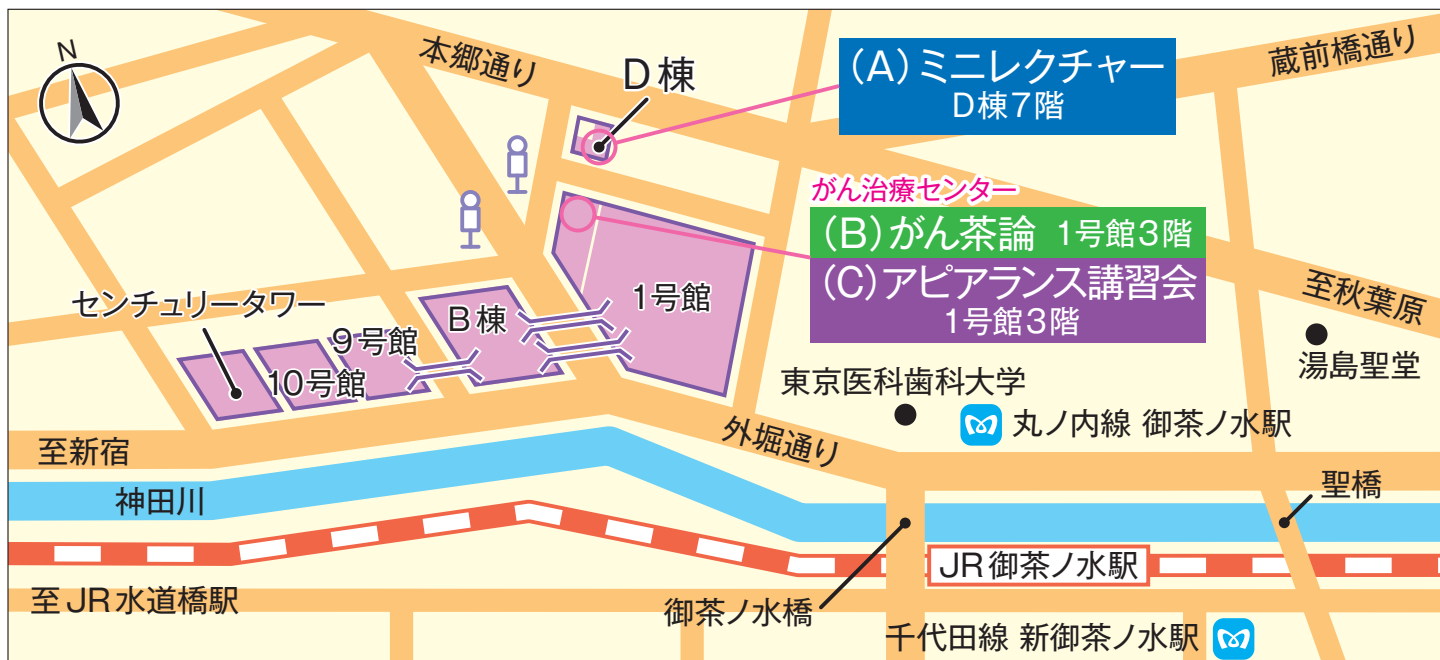 N
本郷通り
蔵前橋通り
D棟
(A)ミニレクチャー
D棟7階
がん治療センター
(B)がん茶論 1号館3階
(C)アピアランス講習会
1号館3階
至秋葉原
湯島聖堂
センチュリータワー
10号館
9号館
B棟
1号館
東京医科歯科大学
丸ノ内線 御茶ノ水駅
外堀通り
至新宿
神田川
聖橋
JR御茶ノ水駅
至JR水道橋駅
御茶ノ水橋
千代田線 新御茶ノ水駅